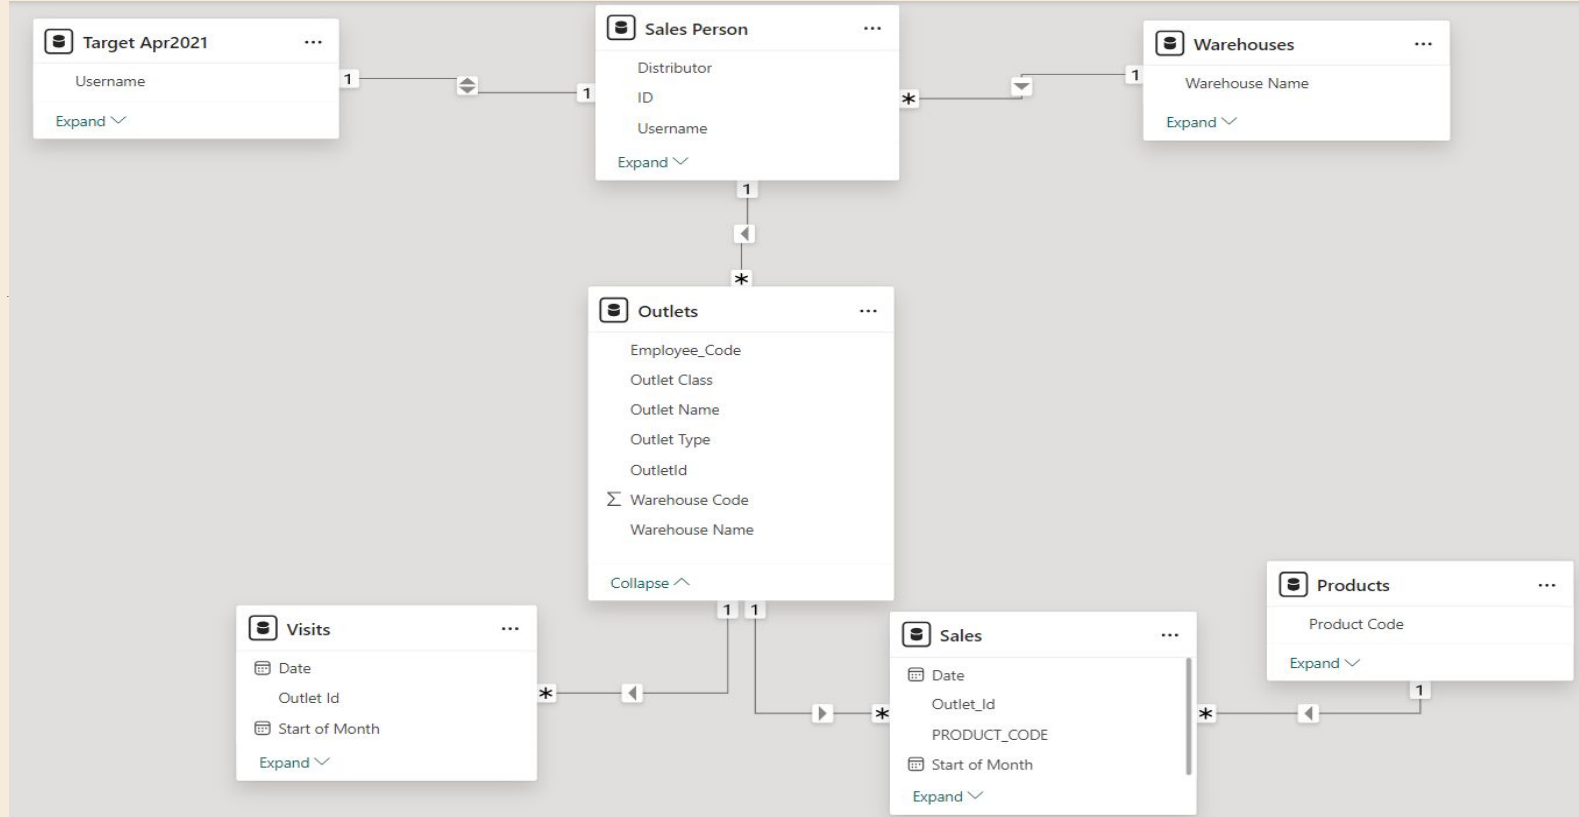 Target Apr2021
Username
Expand
1
1
Sales Person
Distributor
ID
Username
Expand
*
1
Warehouses
Warehouse Name
Expand
1
*
Outlets
Employee_Code
Outlet Class
Outlet Name
Outlet Type
OutletId
Warehouse Code
Warehouse Name
Collapse
1 1
Visits
Date
Outlet Id
Start of Month
Expand
*
*
Sales
Date
Outlet_Id
PRODUCT_CODE
Start of Month
Expand
*
Products
Product Code
Expand
1